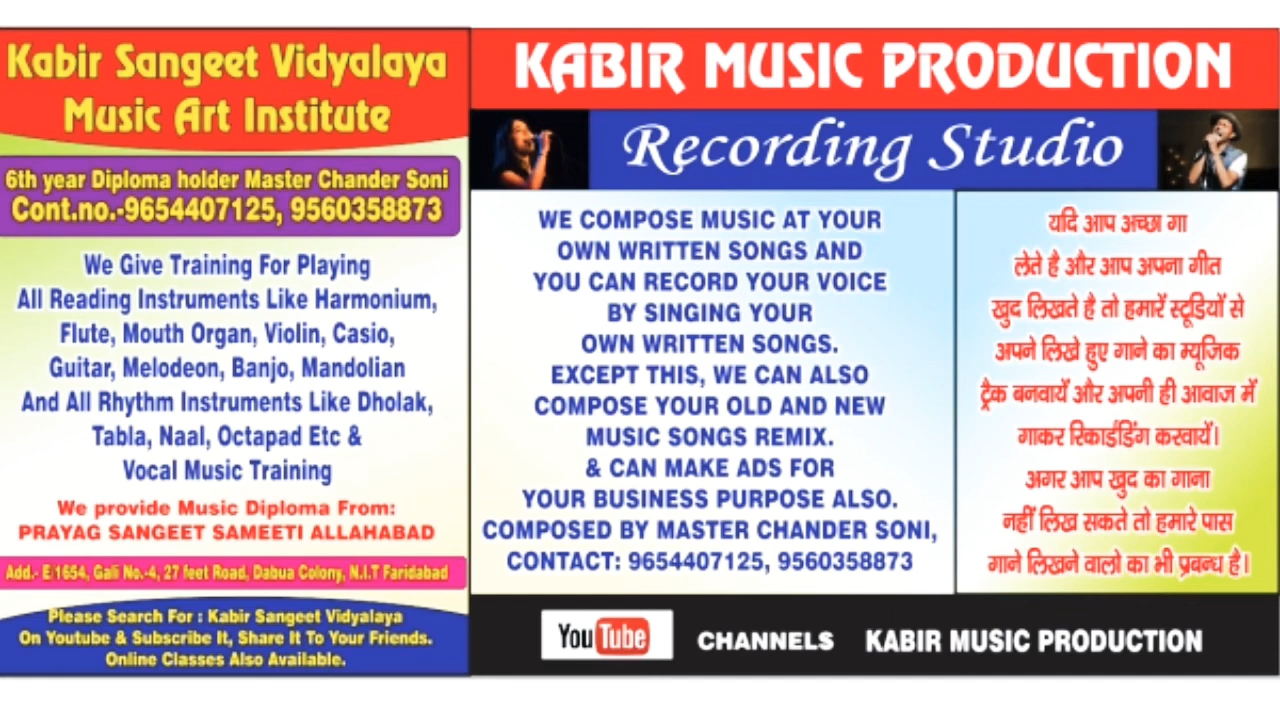 Kabir Sangeet Vidyalaya
Music Art Institute
6th year Diploma holder Master Chander Soni
Cont.no.-9654407125, 9560358873
We Give Training For Playing
All Reading Instruments Like Harmonium,
Flute, Mouth Organ, Violin, Casio,
Guitar, Melodeon, Banjo, Mandolian
And All Rhythm Instruments Like Dholak,
Tabla, Naal, Octapad Etc &
Vocal Music Training
We provide Music Diploma From:
PRAYAG SANGEET SAMEETI ALLAHABAD
Add.- E/1654, Gali No.-4, 27 feet Road, Dabua Colony, N.I.T Faridabad
Please Search For : Kabir Sangeet Vidyalaya
On Youtube & Subscribe It, Share It To Your Friends.
Online Classes Also Available.
KABIR MUSIC PRODUCTION
Recording Studio
WE COMPOSE MUSIC AT YOUR
OWN WRITTEN SONGS AND
YOU CAN RECORD YOUR VOICE
BY SINGING YOUR
OWN WRITTEN SONGS.
EXCEPT THIS, WE CAN ALSO
COMPOSE YOUR OLD AND NEW
MUSIC SONGS REMIX.
& CAN MAKE ADS FOR
YOUR BUSINESS PURPOSE ALSO.
COMPOSED BY MASTER CHANDER SONI,
CONTACT: 9654407125, 9560358873
यदि आप अच्छा गा
लेते है और आप अपना गीत
खुद लिखते है तो हमारें स्टूडियों से
अपने लिखे हुए गाने का म्यूजिक
ट्रैक बनवायें और अपनी ही आवाज में
गाकर रिकार्डडिंग करवायें।
अगर आप खुद का गाना
नहीं लिख सकते तो हमारे पास
गाने लिखने वालो का भी प्रबन्ध है।
YouTube CHANNELS KABIR MUSIC PRODUCTION